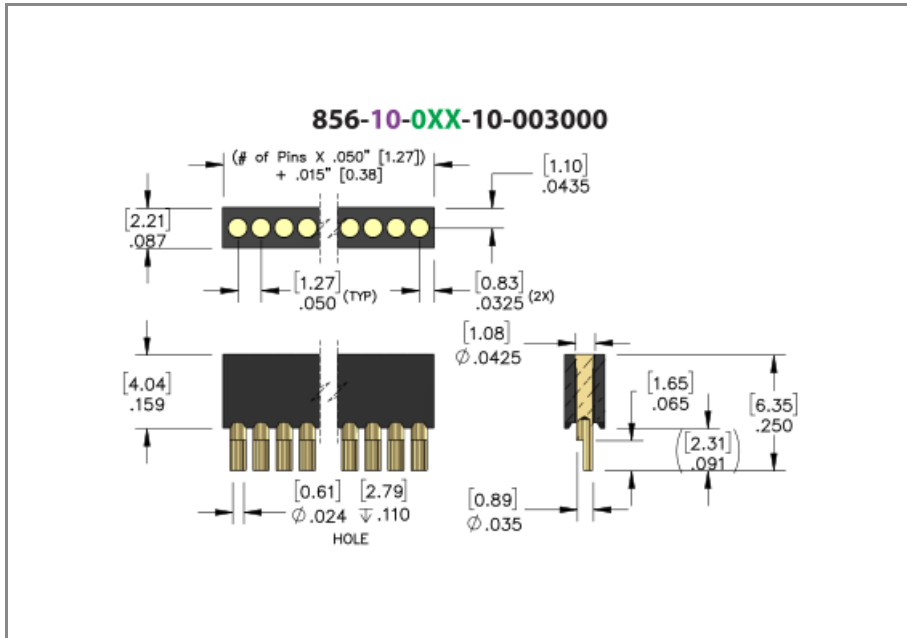 856-10-0XX-10-003000
(# of Pins X .050" [1.27])
+ .015" [0.38]
[1.10]
.0435
[2.21]
.087
[1.27]
.050 (TYP)
[0.83]
.0325 (2X)
[1.08]
Ø.0425
[4.04]
.159
[1.65]
.065
[6.35]
.250
([2.31]
.091)
[0.61] [2.79]
Ø.024 ↧.110
HOLE
[0.89]
Ø.035